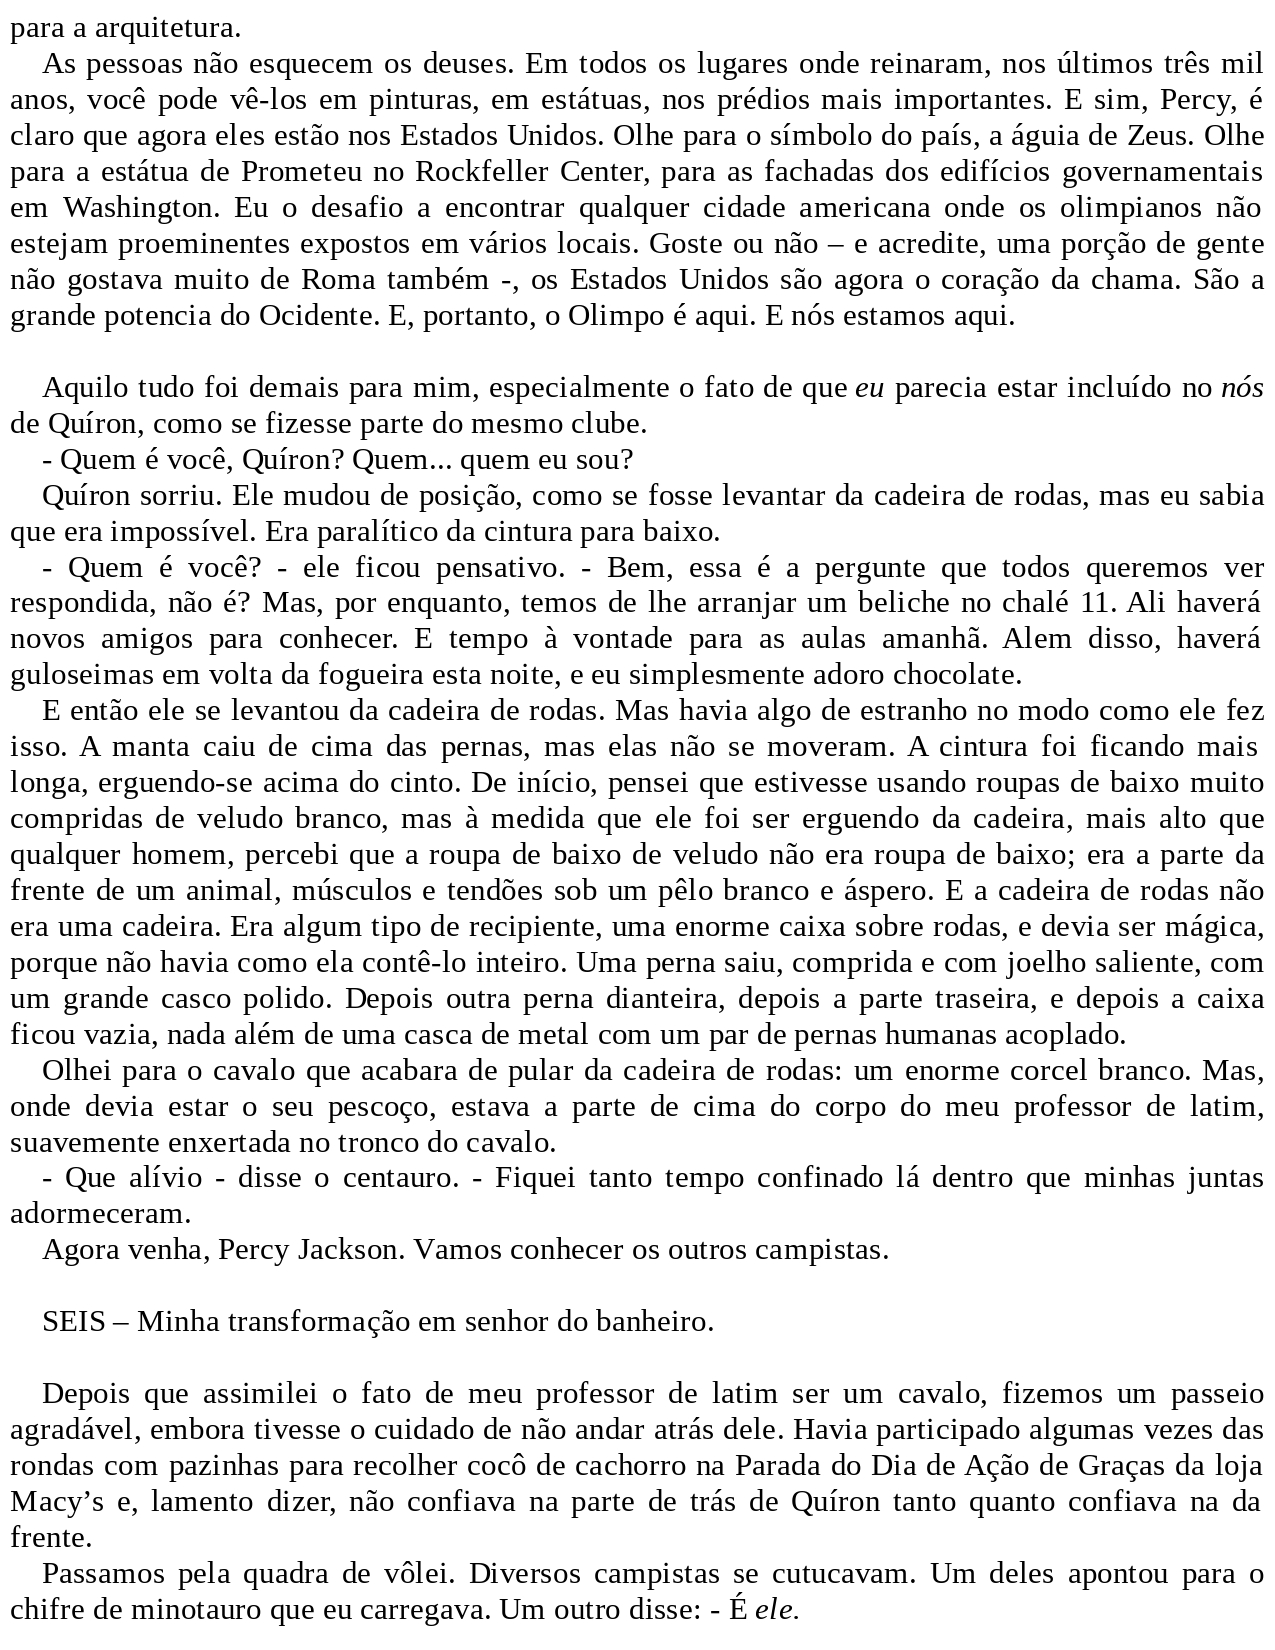 para a arquitetura.
As pessoas não esquecem os deuses. Em todos os lugares onde reinaram, nos últimos três mil
anos, você pode vê-los em pinturas, em estátuas, nos prédios mais importantes. E sim, Percy, é
claro que agora eles estão nos Estados Unidos. Olhe para o símbolo do país, a águia de Zeus. Olhe
para a estátua de Prometeu no Rockfeller Center, para as fachadas dos edifícios governamentais
em Washington. Eu o desafio a encontrar qualquer cidade americana onde os olimpianos não
estejam proeminentes expostos em vários locais. Goste ou não – e acredite, uma porção de gente
não gostava muito de Roma também -, os Estados Unidos são agora o coração da chama. São a
grande potencia do Ocidente. E, portanto, o Olimpo é aqui. E nós estamos aqui.
Aquilo tudo foi demais para mim, especialmente o fato de que eu parecia estar incluído no nós
de Quíron, como se fizesse parte do mesmo clube.
- Quem é você, Quíron? Quem... quem eu sou?
Quíron sorriu. Ele mudou de posição, como se fosse levantar da cadeira de rodas, mas eu sabia
que era impossível. Era paralítico da cintura para baixo.
- Quem é você? - ele ficou pensativo. - Bem, essa é a pergunte que todos queremos ver
respondida, não é? Mas, por enquanto, temos de lhe arranjar um beliche no chalé 11. Ali haverá
novos amigos para conhecer. E tempo à vontade para as aulas amanhã. Alem disso, haverá
guloseimas em volta da fogueira esta noite, e eu simplesmente adoro chocolate.
E então ele se levantou da cadeira de rodas. Mas havia algo de estranho no modo como ele fez
isso. A manta caiu de cima das pernas, mas elas não se moveram. A cintura foi ficando mais
longa, erguendo-se acima do cinto. De início, pensei que estivesse usando roupas de baixo muito
compridas de veludo branco, mas à medida que ele foi ser erguendo da cadeira, mais alto que
qualquer homem, percebi que a roupa de baixo de veludo não era roupa de baixo; era a parte da
frente de um animal, músculos e tendões sob um pêlo branco e áspero. E a cadeira de rodas não
era uma cadeira. Era algum tipo de recipiente, uma enorme caixa sobre rodas, e devia ser mágica,
porque não havia como ela contê-lo inteiro. Uma perna saiu, comprida e com joelho saliente, com
um grande casco polido. Depois outra perna dianteira, depois a parte traseira, e depois a caixa
ficou vazia, nada além de uma casca de metal com um par de pernas humanas acoplado.
Olhei para o cavalo que acabara de pular da cadeira de rodas: um enorme corcel branco. Mas,
onde devia estar o seu pescoço, estava a parte de cima do corpo do meu professor de latim,
suavemente enxertada no tronco do cavalo.
- Que alívio - disse o centauro. - Fiquei tanto tempo confinado lá dentro que minhas juntas
adormeceram.
Agora venha, Percy Jackson. Vamos conhecer os outros campistas.
SEIS – Minha transformação em senhor do banheiro.
Depois que assimilei o fato de meu professor de latim ser um cavalo, fizemos um passeio
agradável, embora tivesse o cuidado de não andar atrás dele. Havia participado algumas vezes das
rondas com pazinhas para recolher cocô de cachorro na Parada do Dia de Ação de Graças da loja
Macy’s e, lamento dizer, não confiava na parte de trás de Quíron tanto quanto confiava na da
frente.
Passamos pela quadra de vôlei. Diversos campistas se cutucavam. Um deles apontou para o
chifre de minotauro que eu carregava. Um outro disse: - É ele.